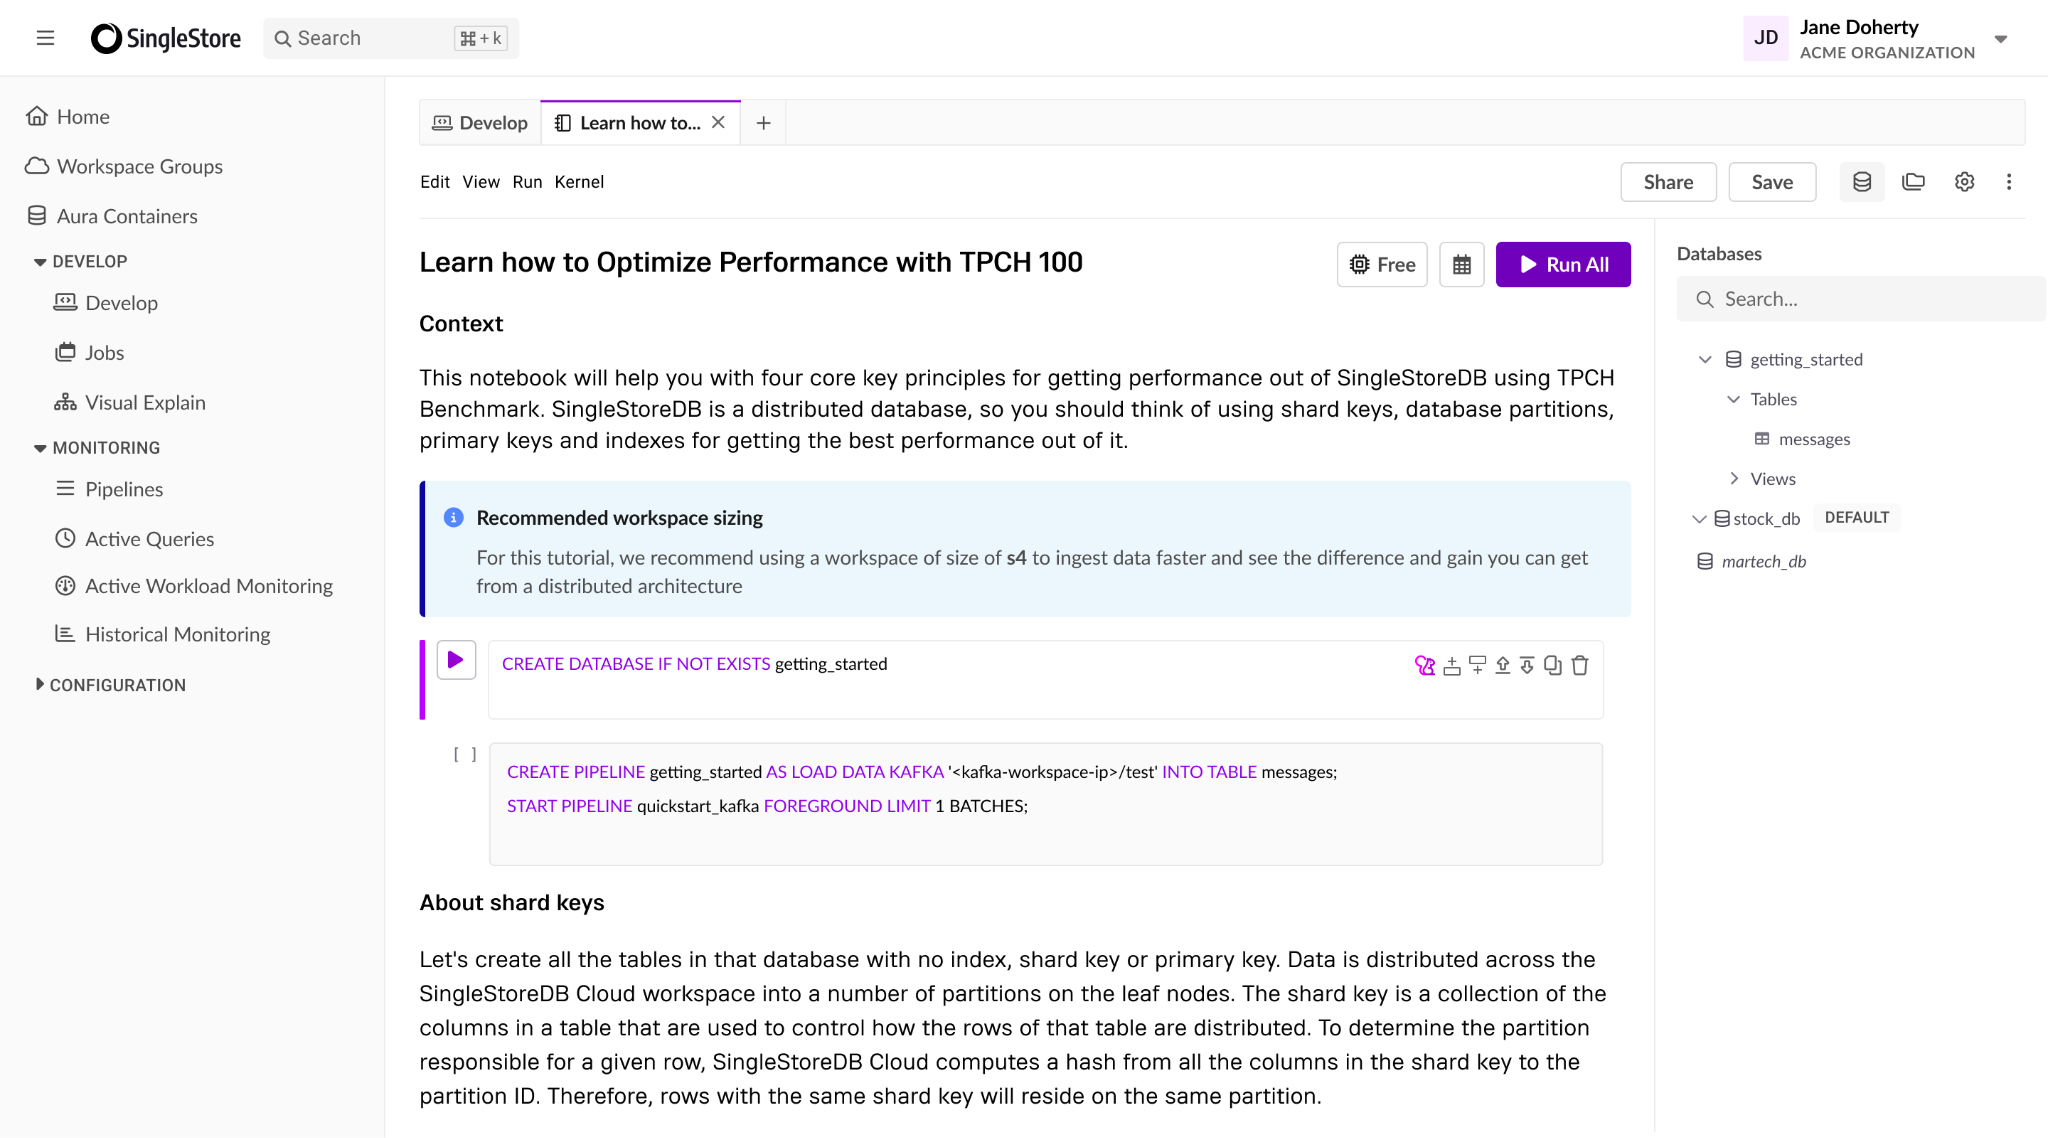 SingleStore
Search
⌘ + k
JD
Jane Doherty
ACME ORGANIZATION
Home
Workspace Groups
Aura Containers
DEVELOP
Develop
Jobs
Visual Explain
MONITORING
Pipelines
Active Queries
Active Workload Monitoring
Historical Monitoring
CONFIGURATION
Develop
Learn how to...
Edit View Run Kernel
Share
Save
Learn how to Optimize Performance with TPCH 100
Free
Run All
Context
This notebook will help you with four core key principles for getting performance out of SingleStoreDB using TPCH
Benchmark. SingleStoreDB is a distributed database, so you should think of using shard keys, database partitions,
primary keys and indexes for getting the best performance out of it.
Recommended workspace sizing
For this tutorial, we recommend using a workspace of size of s4 to ingest data faster and see the difference and gain you can get
from a distributed architecture
CREATE DATABASE IF NOT EXISTS getting_started
[ ]
CREATE PIPELINE getting_started AS LOAD DATA KAFKA '<kafka-workspace-ip>/test' INTO TABLE messages;
START PIPELINE quickstart_kafka FOREGROUND LIMIT 1 BATCHES;
About shard keys
Let's create all the tables in that database with no index, shard key or primary key. Data is distributed across the
SingleStoreDB Cloud workspace into a number of partitions on the leaf nodes. The shard key is a collection of the
columns in a table that are used to control how the rows of that table are distributed. To determine the partition
responsible for a given row, SingleStoreDB Cloud computes a hash from all the columns in the shard key to the
partition ID. Therefore, rows with the same shard key will reside on the same partition.
Databases
Search...
getting_started
Tables
messages
Views
stock_db DEFAULT
martech_db